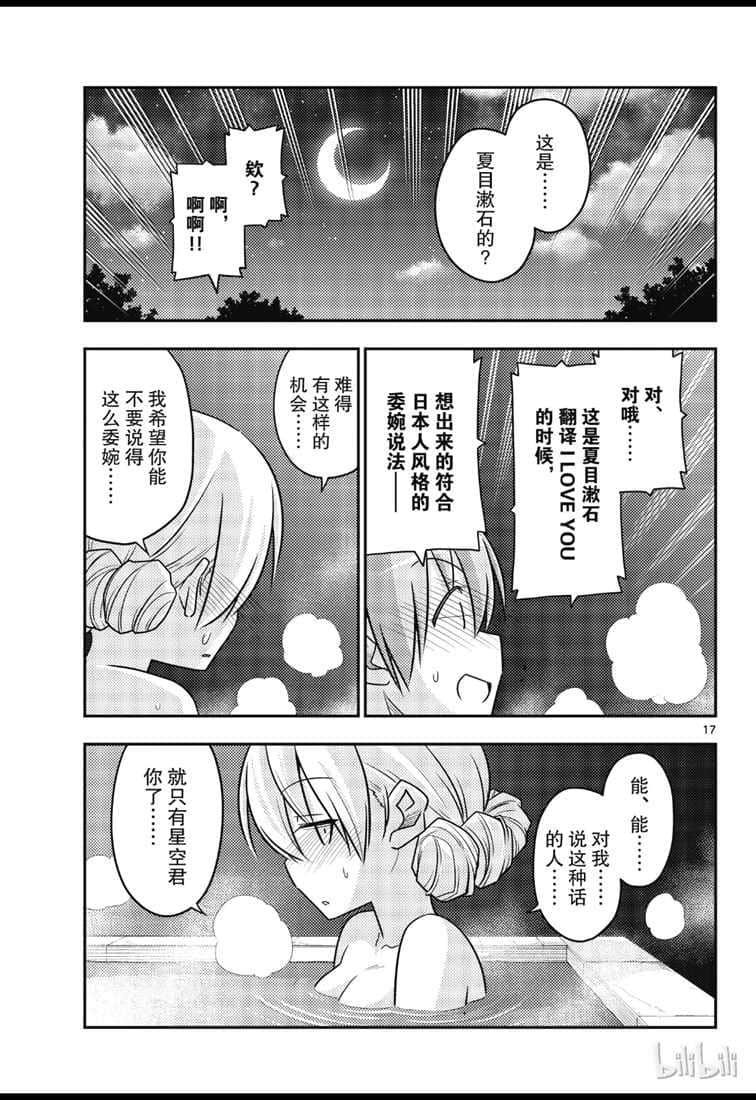 这是……
夏目漱石的？
欸？
啊，
啊啊！！
对、
对哦……
这是夏目漱石
翻译 I LOVE YOU
的时候，
想出来的符合
日本人风格的
委婉说法——
难得
有这样的
机会……
我希望你能
不要说得
这么委婉……
17
能、能……
对我……
说这种话
的人……
就只有星空君
你了……
bilibili